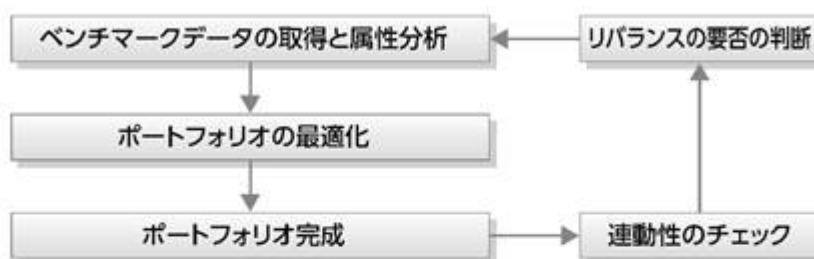 ベンチマークデータの取得と属性分析
リバランスの要否の判断
ポートフォリオの最適化
ポートフォリオ完成
連動性のチェック